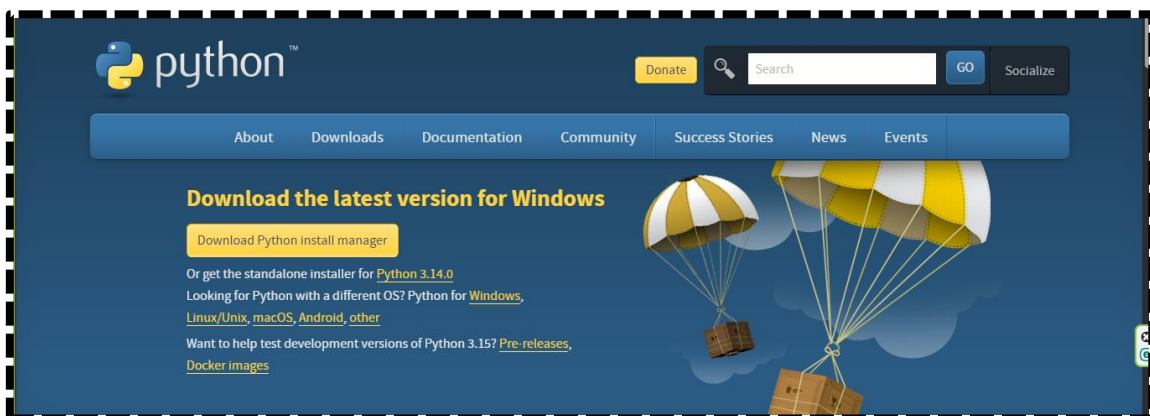 python™
Donate
Search
GO
Socialize
About Downloads Documentation Community Success Stories News Events
Download the latest version for Windows
Download Python install manager
Or get the standalone installer for Python 3.14.0
Looking for Python with a different OS? Python for Windows,
Linux/Unix, macOS, Android, other
Want to help test development versions of Python 3.15? Pre-releases,
Docker images